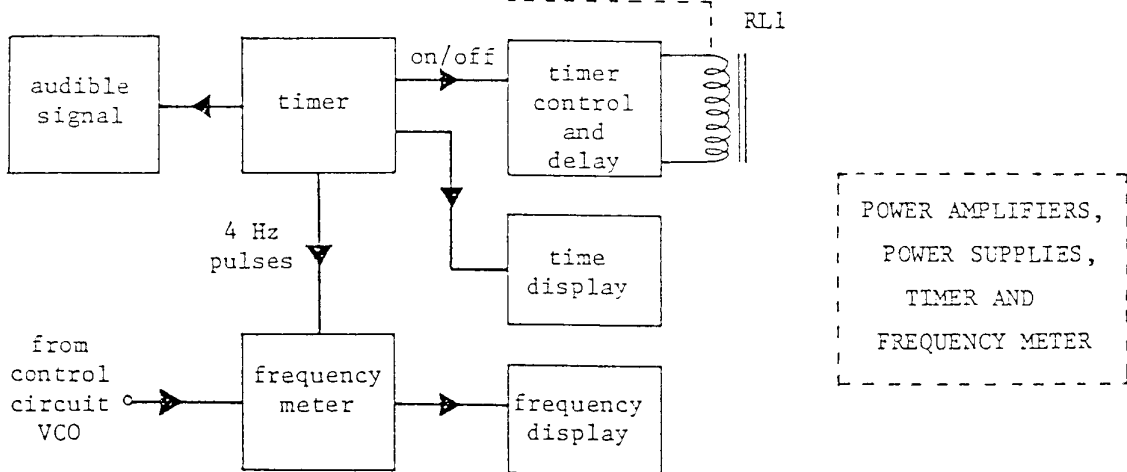 RL1
audible
signal
timer
on/off
timer
control
and
delay
4 Hz
pulses
time
display
from
control
circuit
VCO
frequency
meter
frequency
display
POWER AMPLIFIERS,
POWER SUPPLIES,
TIMER AND
FREQUENCY METER